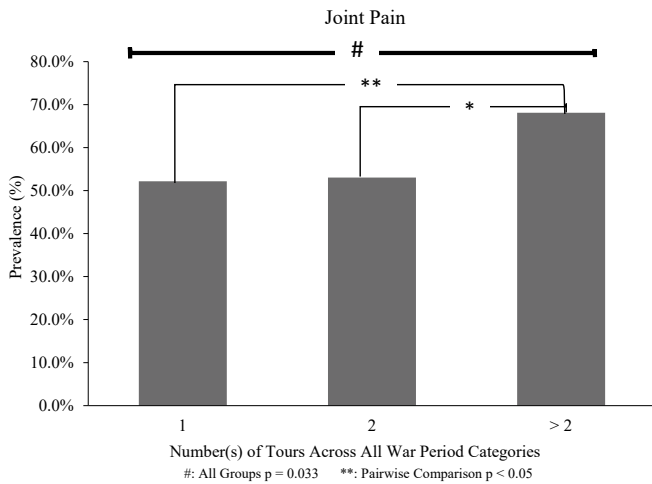 Joint Pain
#
80.0%
**
70.0%
*
60.0%
50.0%
40.0%
30.0%
20.0%
10.0%
0.0%
Prevalence (%)
1 2 > 2
Number(s) of Tours Across All War Period Categories
#: All Groups p = 0.033 **: Pairwise Comparison p < 0.05